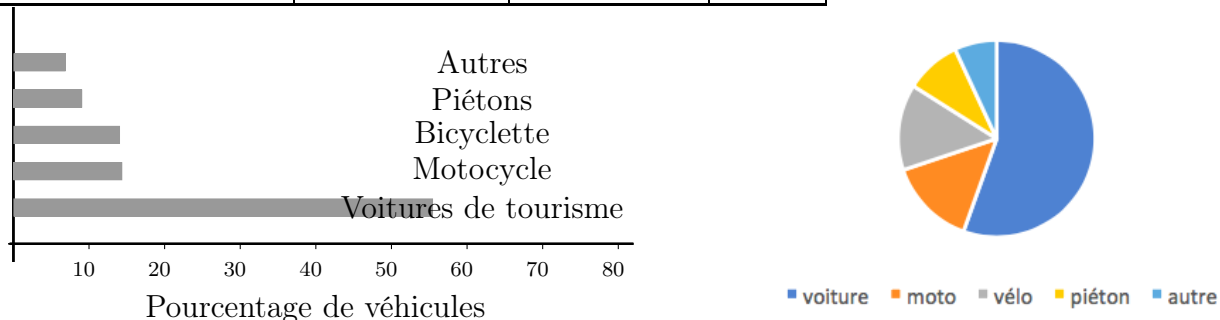 Autres
Piétons
Bicyclette
Motocycle
Voitures de tourisme
10 20 30 40 50 60 70 80
Pourcentage de véhicules
voiture moto vélo piéton autre